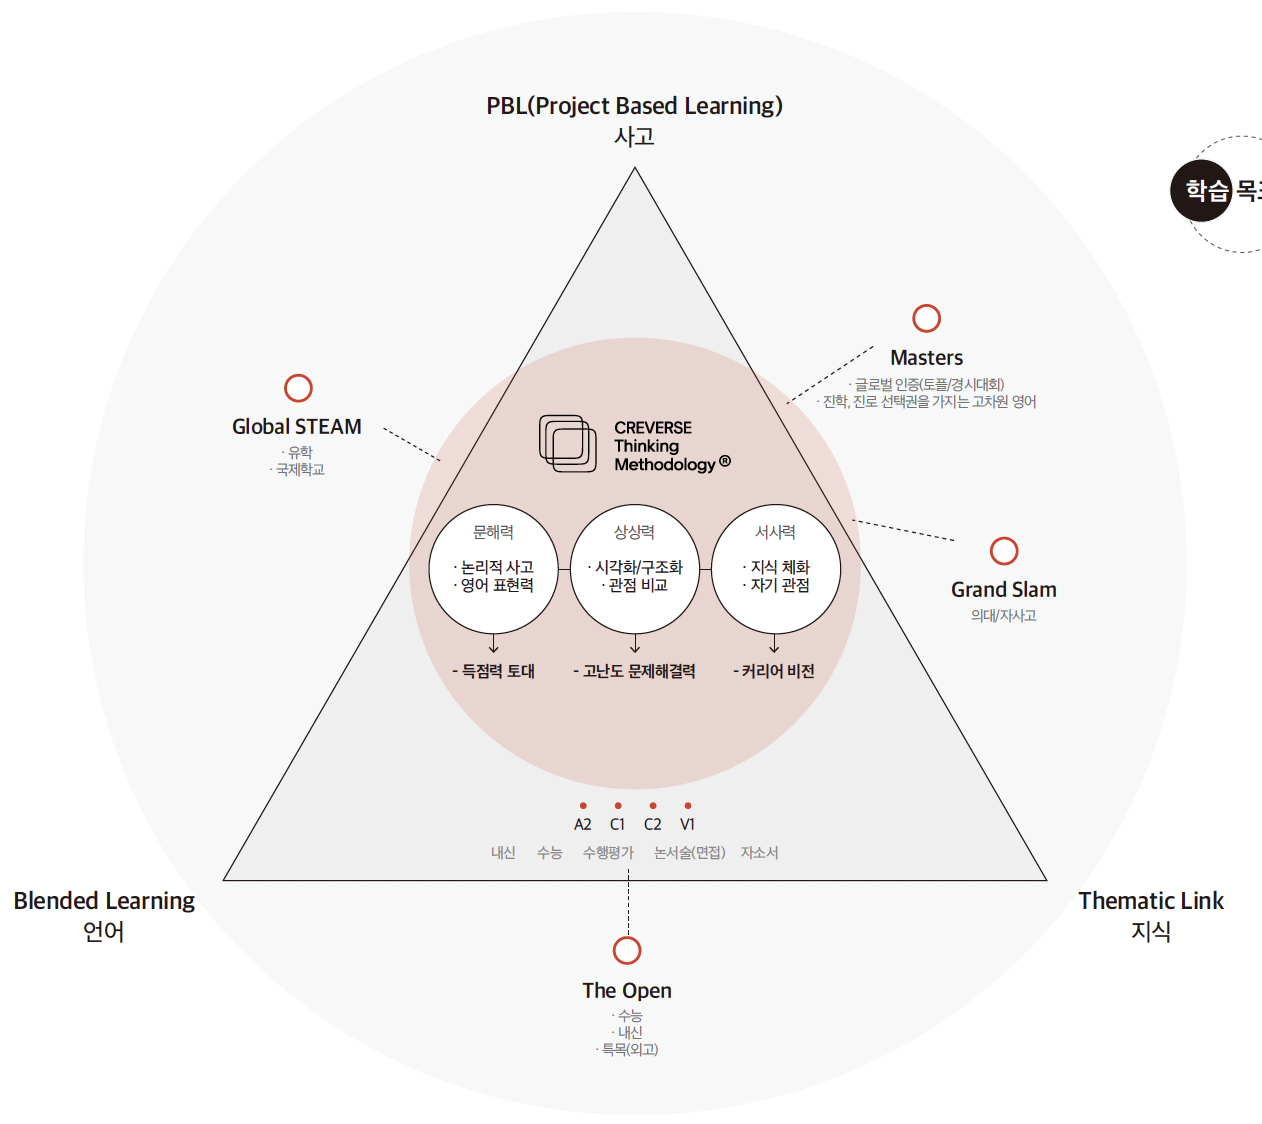 PBL(Project Based Learning)
사고
학습
Masters
· 글로벌 인증(토플/경시대회)
· 진학, 진로 선택권을 가지는 고차원 영어
Global STEAM
· 유학
· 국제학교
CREVERSE
Thinking
Methodology®
문해력
· 논리적 사고
· 영어 표현력
상상력
· 시각화/구조화
· 관점 비교
서사력
· 지식 체화
· 자기 관점
Grand Slam
의대/자사고
- 득점력 토대
- 고난도 문제해결력
- 커리어 비전
A2 C1 C2 V1
내신 수능 수행평가 논서술(면접) 자소서
Blended Learning
언어
Thematic Link
지식
The Open
· 수능
· 내신
· 특목(외고)